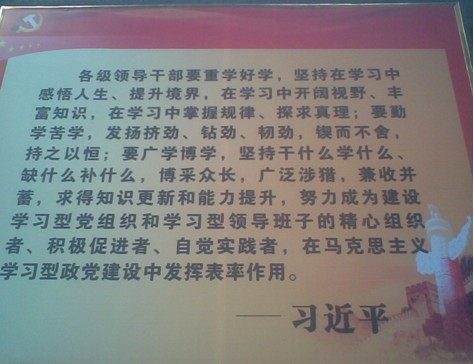 各级领导干部要重学好学，坚持在学习中
感悟人生、提升境界，在学习中开阔视野、丰
富知识，在学习中掌握规律、探求真理；要勤
学苦学，发扬挤劲、钻劲、韧劲，锲而不舍，
持之以恒；要广学博学，坚持干什么学什么、
缺什么补什么，博采众长，广泛涉猎，兼收并
蓄，求得知识更新和能力提升，努力成为建设
学习型党组织和学习型领导班子的精心组织
者、积极促进者、自觉实践者，在马克思主义
学习型政党建设中发挥表率作用。
——习近平